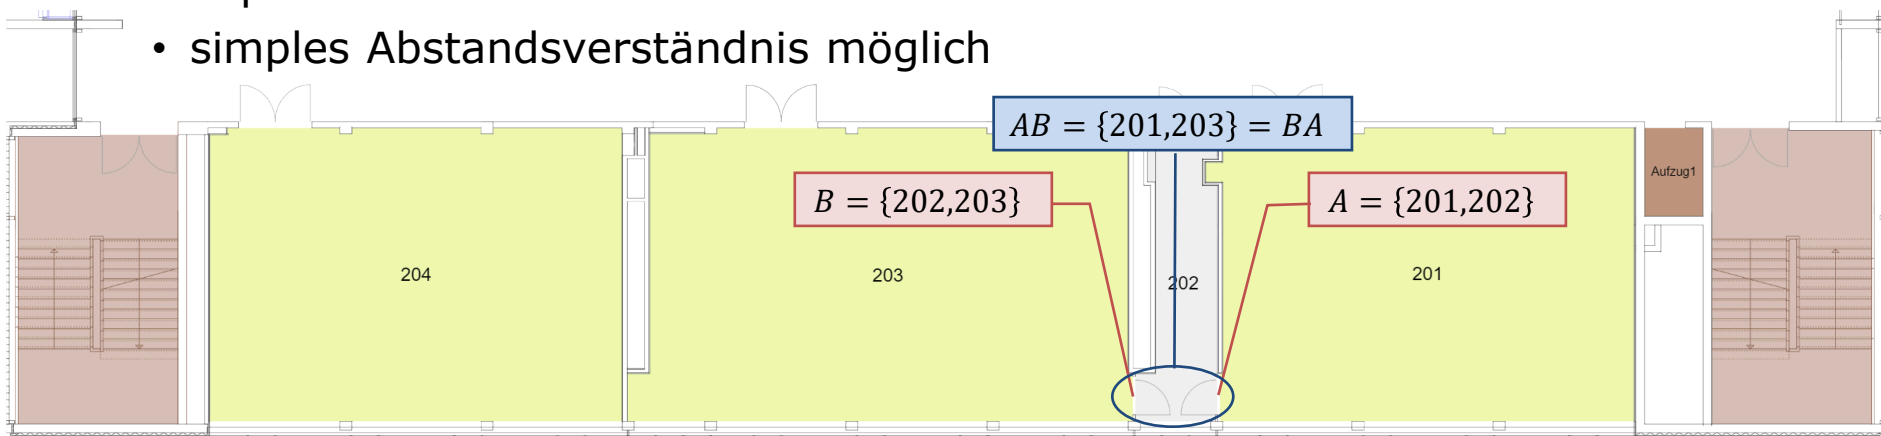 • simples Abstandsverständnis möglich
AB = {201,203} = BA
B = {202,203}
A = {201,202}
Aufzug1
204
203
202
201